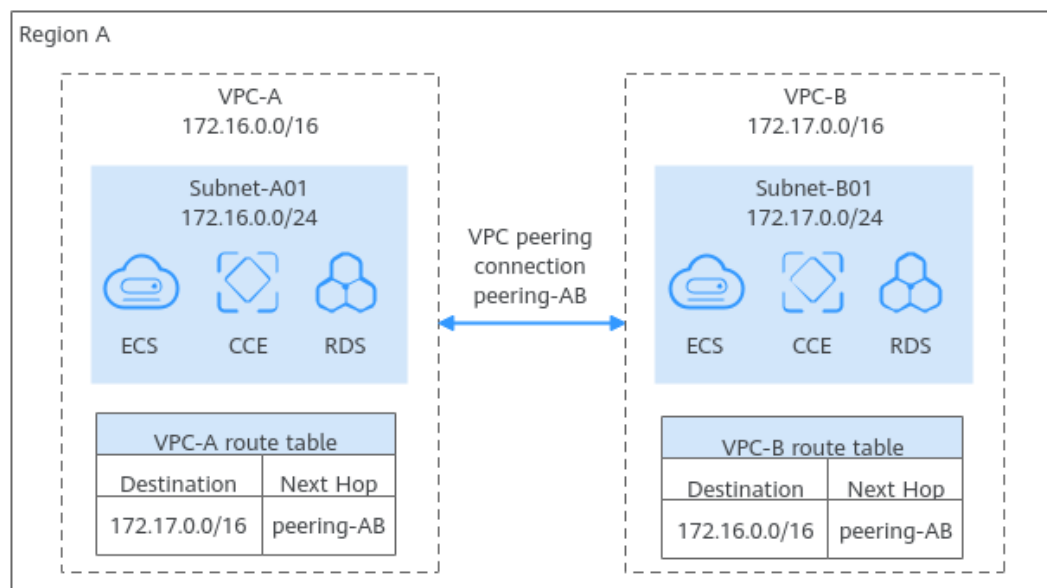 Region A
VPC-A
172.16.0.0/16
Subnet-A01
172.16.0.0/24
ECS
CCE
RDS
VPC-A route table
Destination
Next Hop
172.17.0.0/16
peering-AB
VPC peering
connection
peering-AB
VPC-B
172.17.0.0/16
Subnet-B01
172.17.0.0/24
ECS
CCE
RDS
VPC-B route table
Destination
Next Hop
172.16.0.0/16
peering-AB